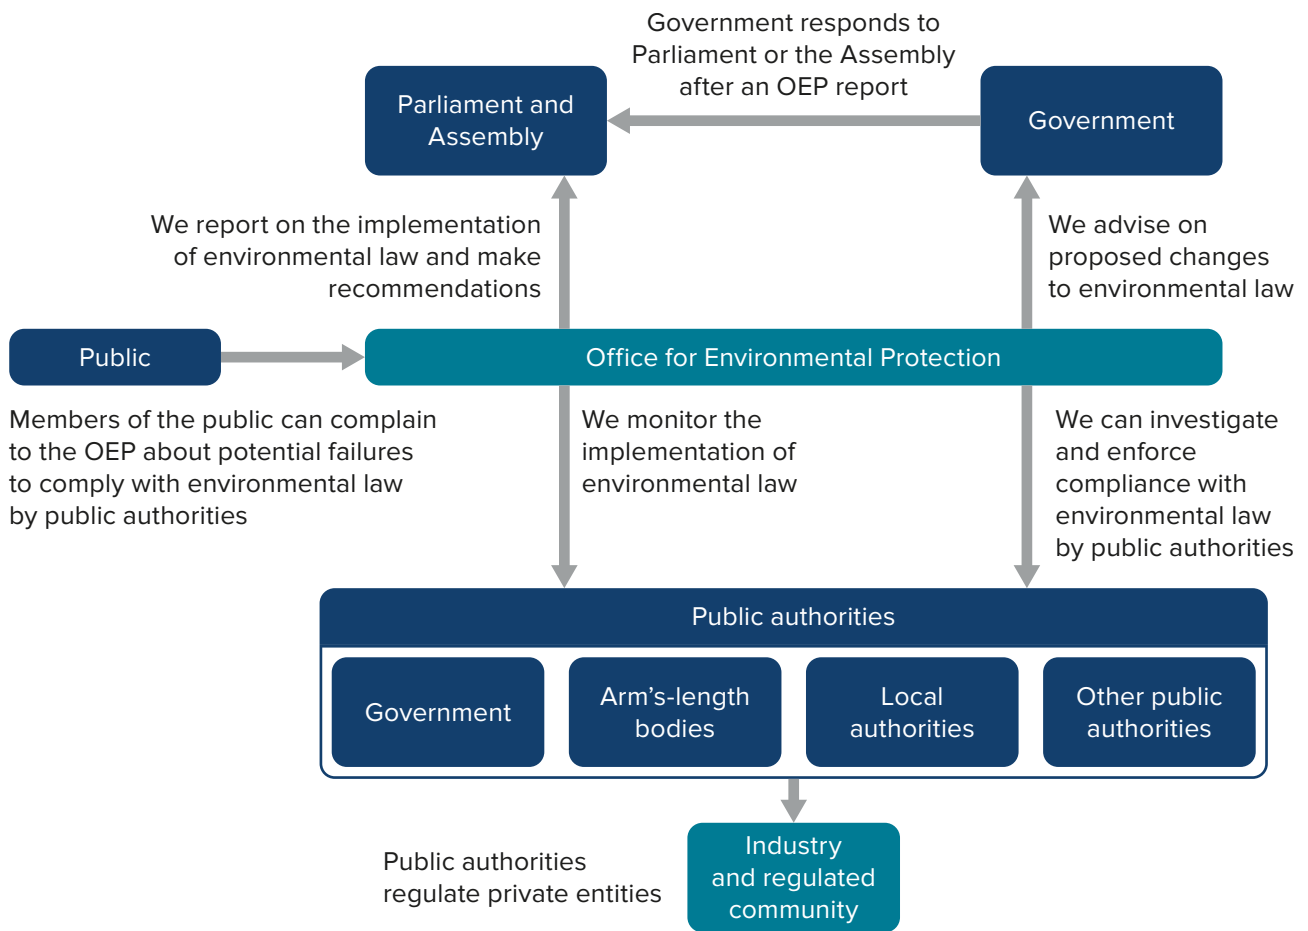 Government responds to
Parliament or the Assembly
after an OEP report
Parliament and
Assembly
Government
We report on the implementation
of environmental law and make
recommendations
We advise on
proposed changes
to environmental law
Public
Office for Environmental Protection
Members of the public can complain
to the OEP about potential failures
to comply with environmental law
by public authorities
We monitor the
implementation of
environmental law
We can investigate
and enforce
compliance with
environmental law
by public authorities
Public authorities
Government
Arm’s-length
bodies
Local
authorities
Other public
authorities
Public authorities
regulate private entities
Industry
and regulated
community